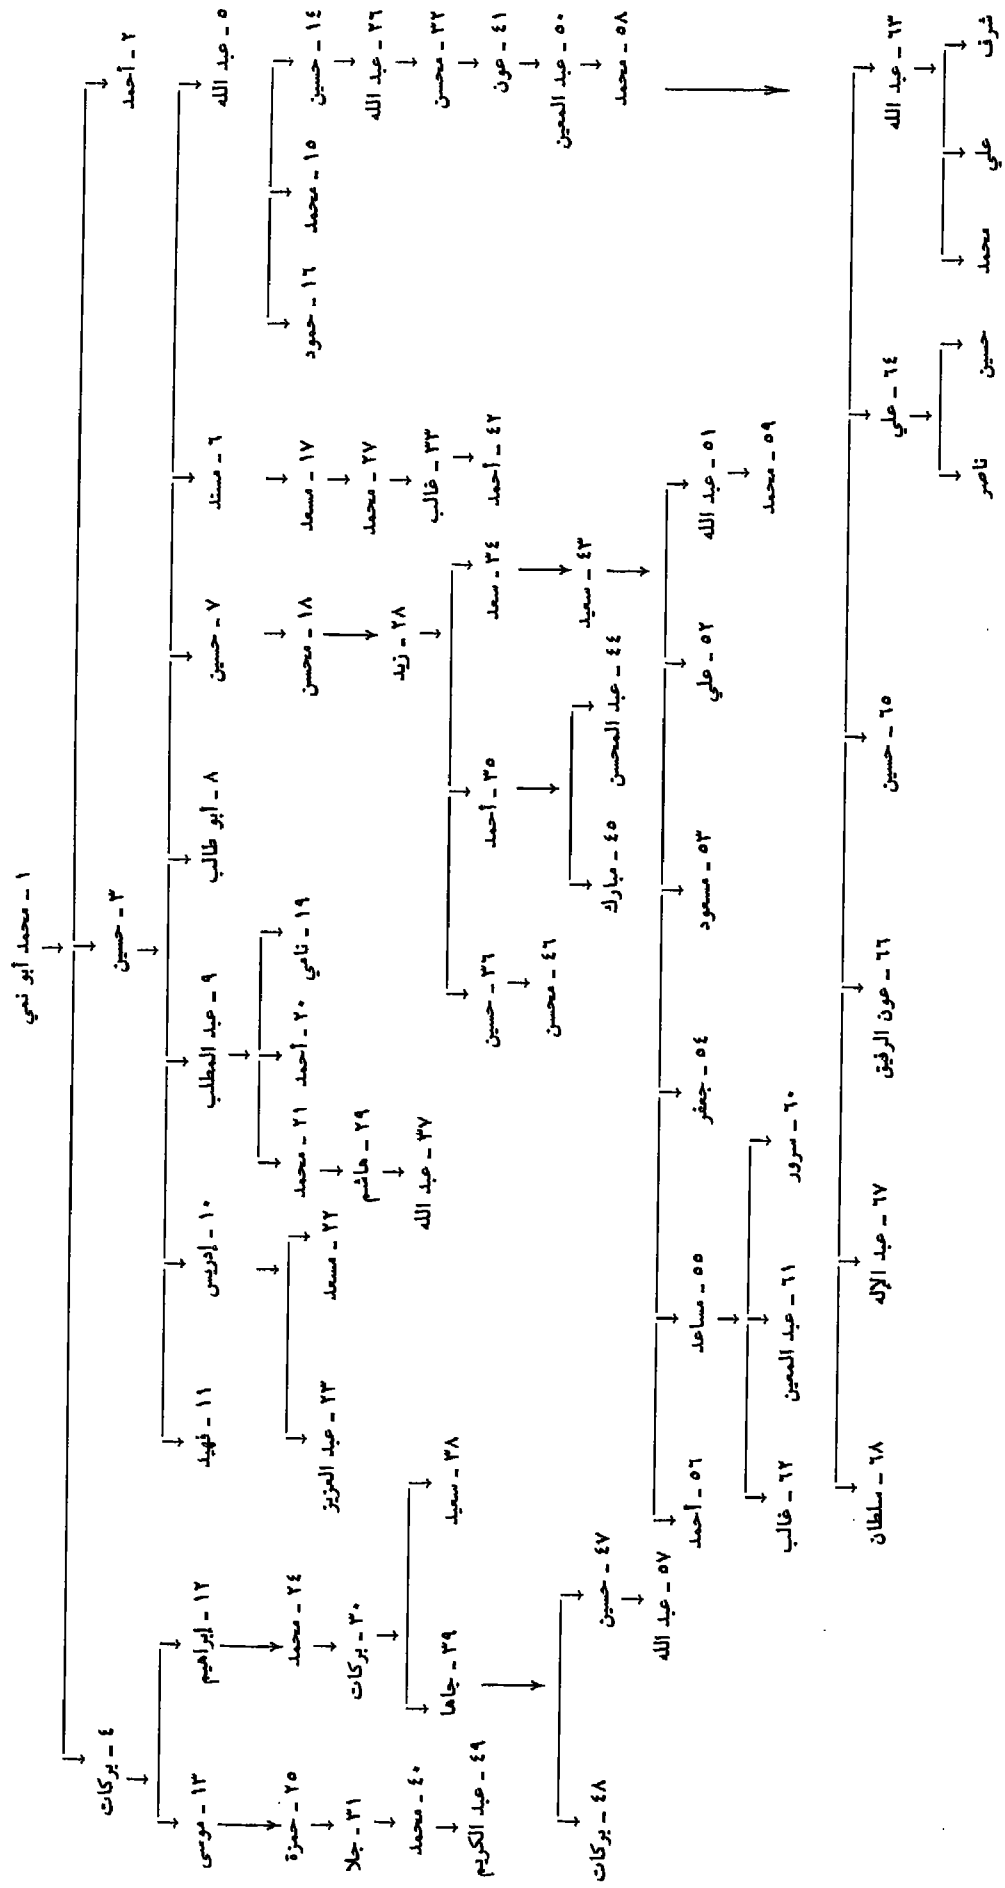 ١ - محمد أبو نمي
٢ - أحمد
٣ - حسين
٤ - بركات
٥ - عبد الله
٦ - مسند
٧ - حسين
٨ - أبو طالب
٩ - عبد المطلب
١٠ - إدريس
١١ - فهيد
١٢ - إبراهيم
١٣ - موسى
١٤ - حسين
١٥ - محمد
١٦ - حمود
١٧ - مسعد
١٨ - محسن
١٩ - نامي
٢٠ - أحمد
٢١ - محمد
٢٢ - مسعد
٢٣ - عبد العزيز
٢٤ - محمد
٢٥ - حمزة
٢٦ - عبد الله
٢٧ - محمد
٢٨ - زيد
٢٩ - هاشم
٣٠ - بركات
٣١ - جلا
٣٢ - محسن
٣٣ - غالب
٣٤ - سعد
٣٥ - أحمد
٣٦ - حسين
٣٧ - عبد الله
٣٨ - سعيد
٣٩ - جاها
٤٠ - محمد
٤١ - عون
٤٢ - أحمد
٤٣ - سعيد
٤٤ - عبد المحسن
٤٥ - مبارك
٤٦ - محسن
٤٧ - حسين
٤٨ - بركات
٤٩ - عبد الكريم
٥٠ - عبد المعين
٥١ - عبد الله
٥٢ - علي
٥٣ - مسعود
٥٤ - جعفر
٥٥ - مساعد
٥٦ - أحمد
٥٧ - عبد الله
٥٨ - محمد
٥٩ - محمد
٦٠ - سرور
٦١ - عبد المعين
٦٢ - غالب
٦٣ - عبد الله
٦٤ - علي
٦٥ - حسين
٦٦ - عون الرفيق
٦٧ - عبد الإله
٦٨ - سلطان
شرف
علي
محمد
حسين
ناصر